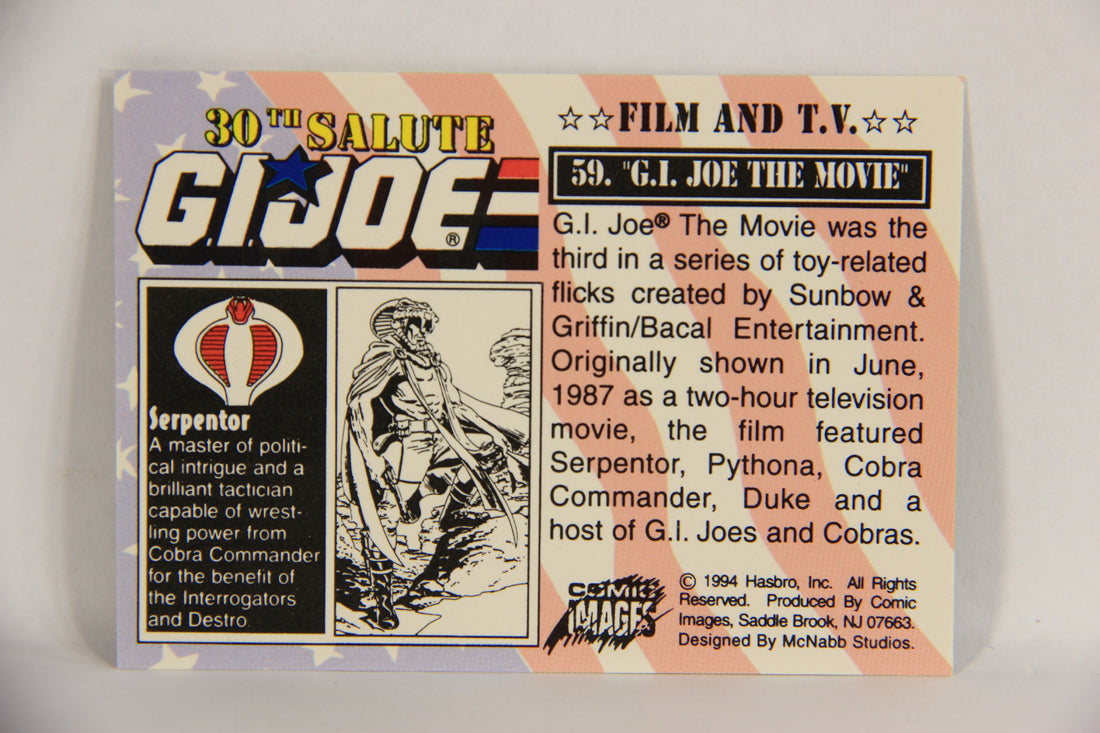 30TH SALUTE
G.I. JOE ®
Serpentor
A master of politi-
cal intrigue and a
brilliant tactician
capable of wrest-
ling power from
Cobra Commander
for the benefit of
the Interrogators
and Destro.
☆☆FILM AND T.V.☆☆
59. "G.I. JOE THE MOVIE"
G.I. Joe® The Movie was the
third in a series of toy-related
flicks created by Sunbow &
Griffin/Bacal Entertainment.
Originally shown in June,
1987 as a two-hour television
movie, the film featured
Serpentor, Pythona, Cobra
Commander, Duke and a
host of G.I. Joes and Cobras.
COMIC
IMAGES
© 1994 Hasbro, Inc. All Rights
Reserved. Produced By Comic
Images, Saddle Brook, NJ 07663.
Designed By McNabb Studios.